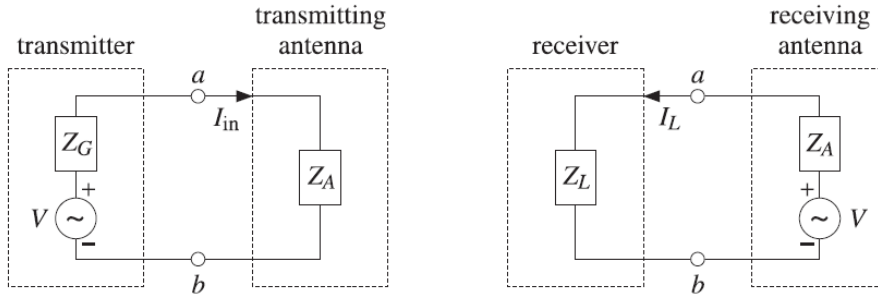 transmitter
transmitting
antenna
a
I_in
Z_G
Z_A
+
V
~
−
b
receiver
receiving
antenna
a
I_L
Z_L
Z_A
+
~
V
−
b